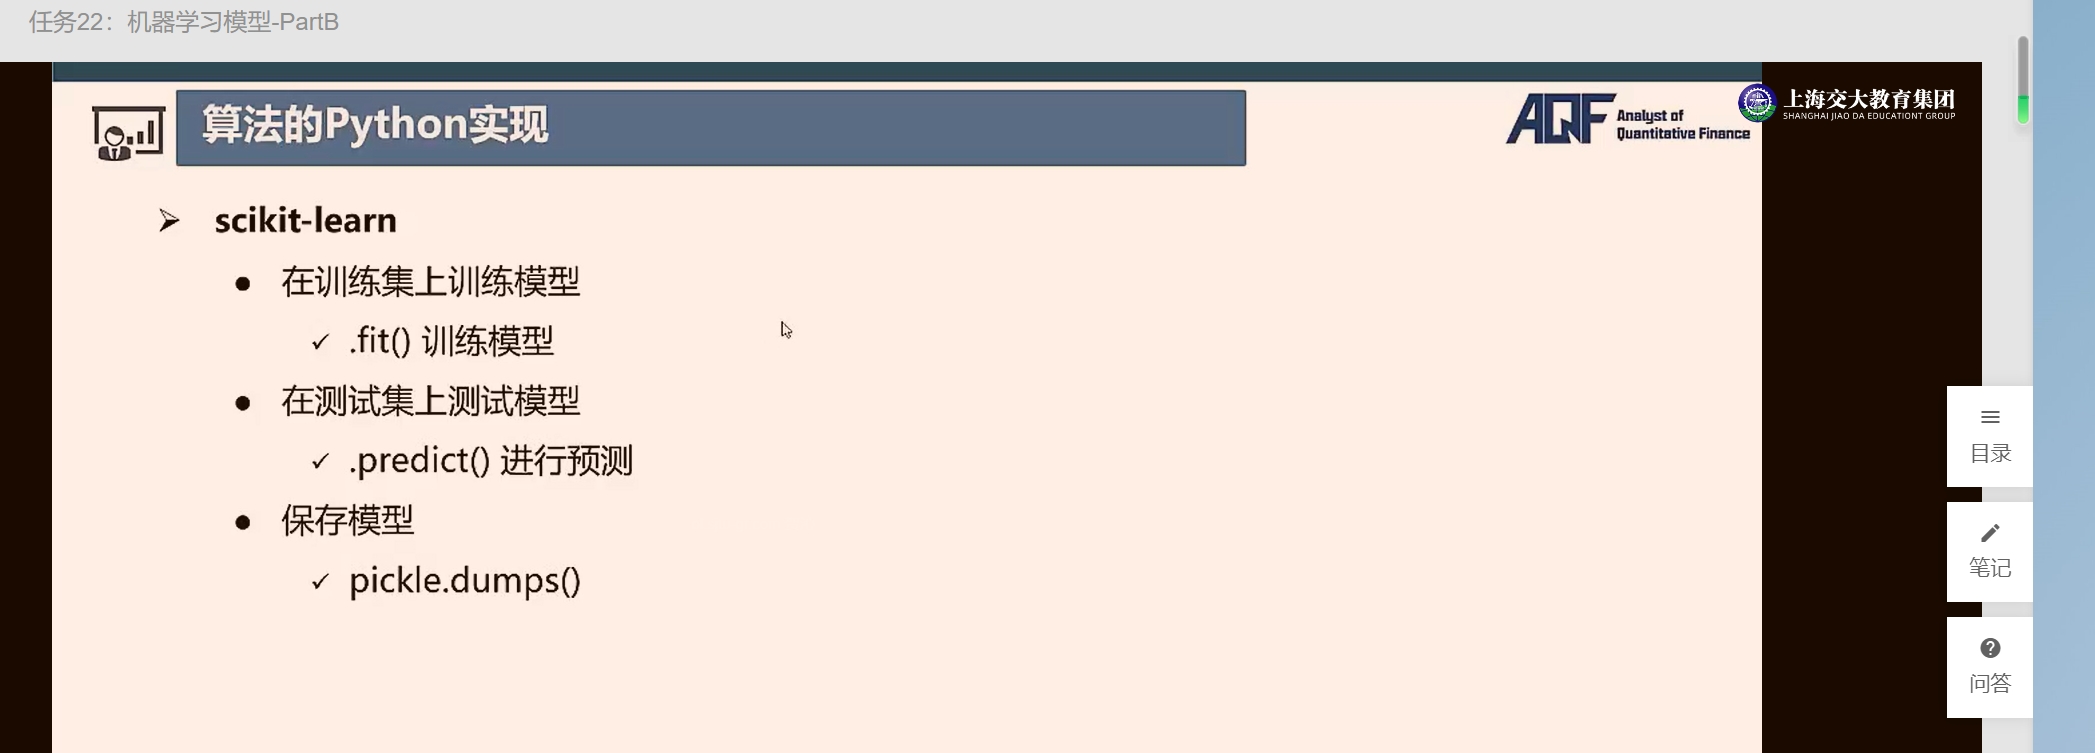 任务22：机器学习模型-PartB
算法的Python实现
AQF Analyst of
Quantitative Finance
上海交大教育集团
SHANGHAI JIAO DA EDUCATIONT GROUP
➢ scikit-learn
● 在训练集上训练模型
✓ .fit() 训练模型
● 在测试集上测试模型
✓ .predict() 进行预测
● 保存模型
✓ pickle.dumps()
目录
笔记
问答